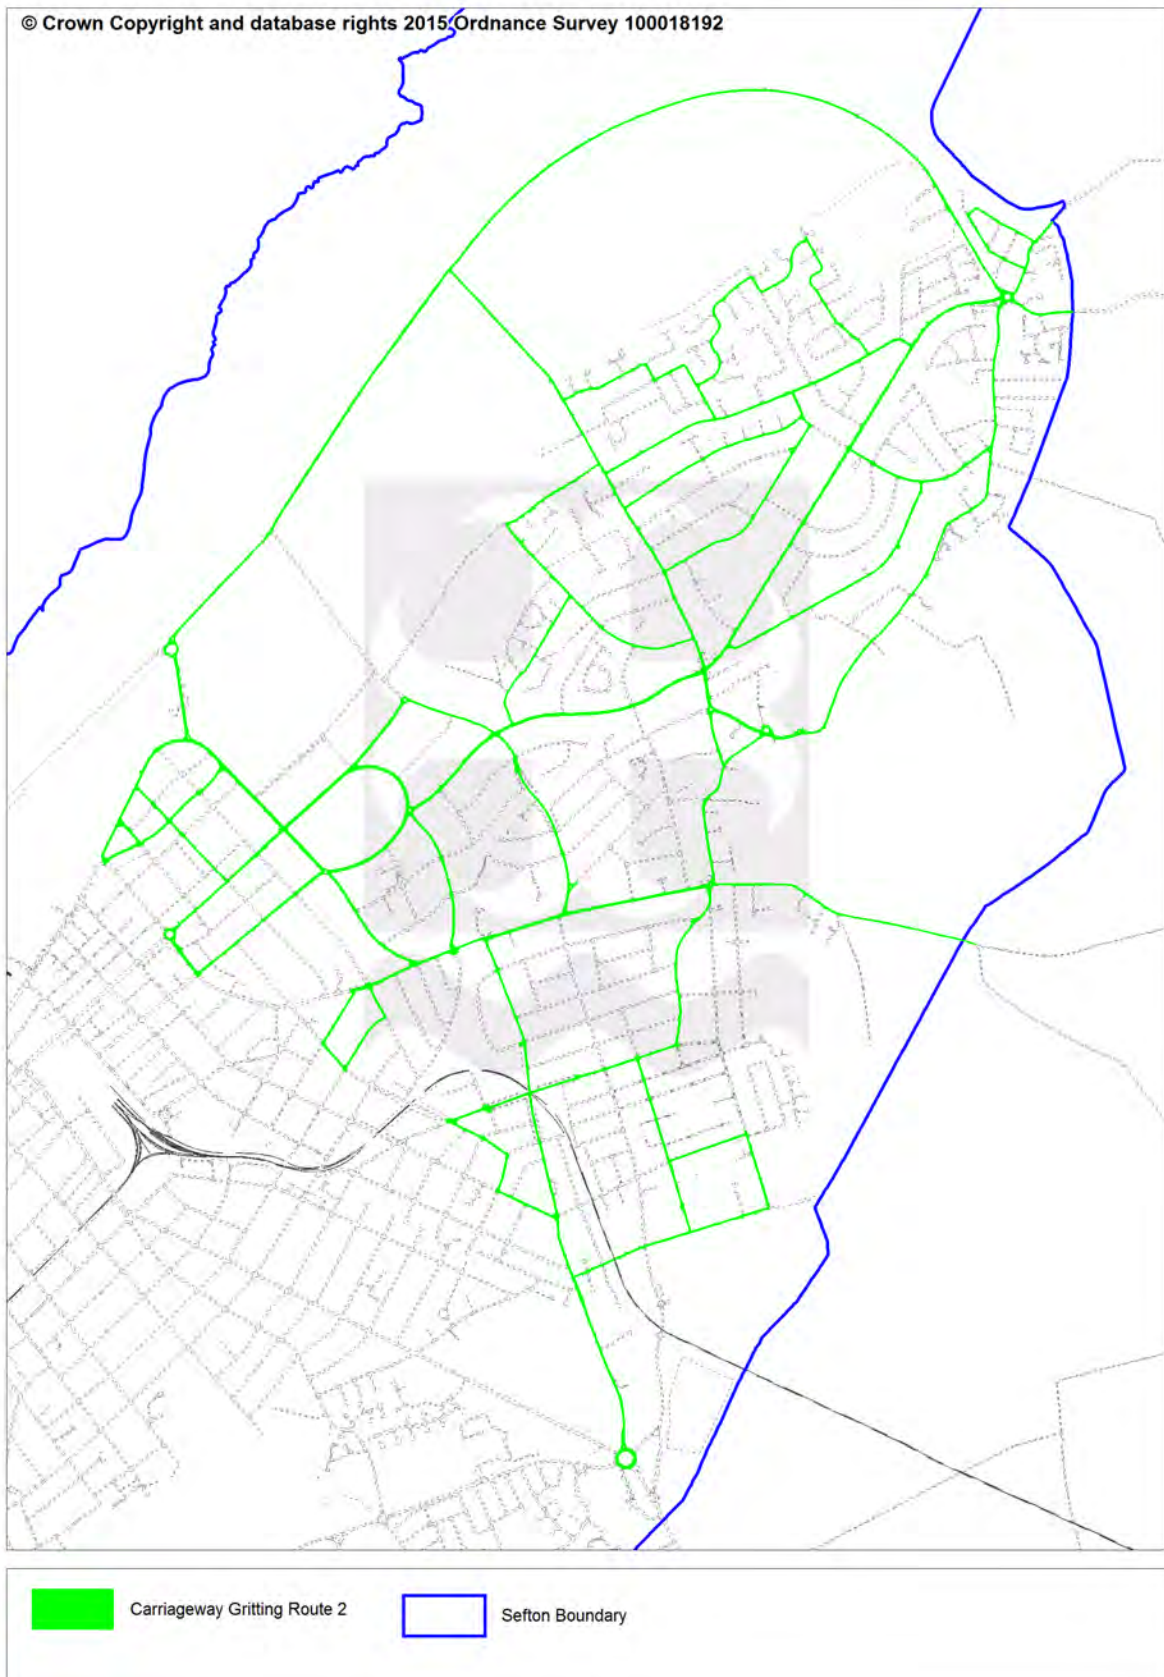 © Crown Copyright and database rights 2015 Ordnance Survey 100018192
Carriageway Gritting Route 2
Sefton Boundary